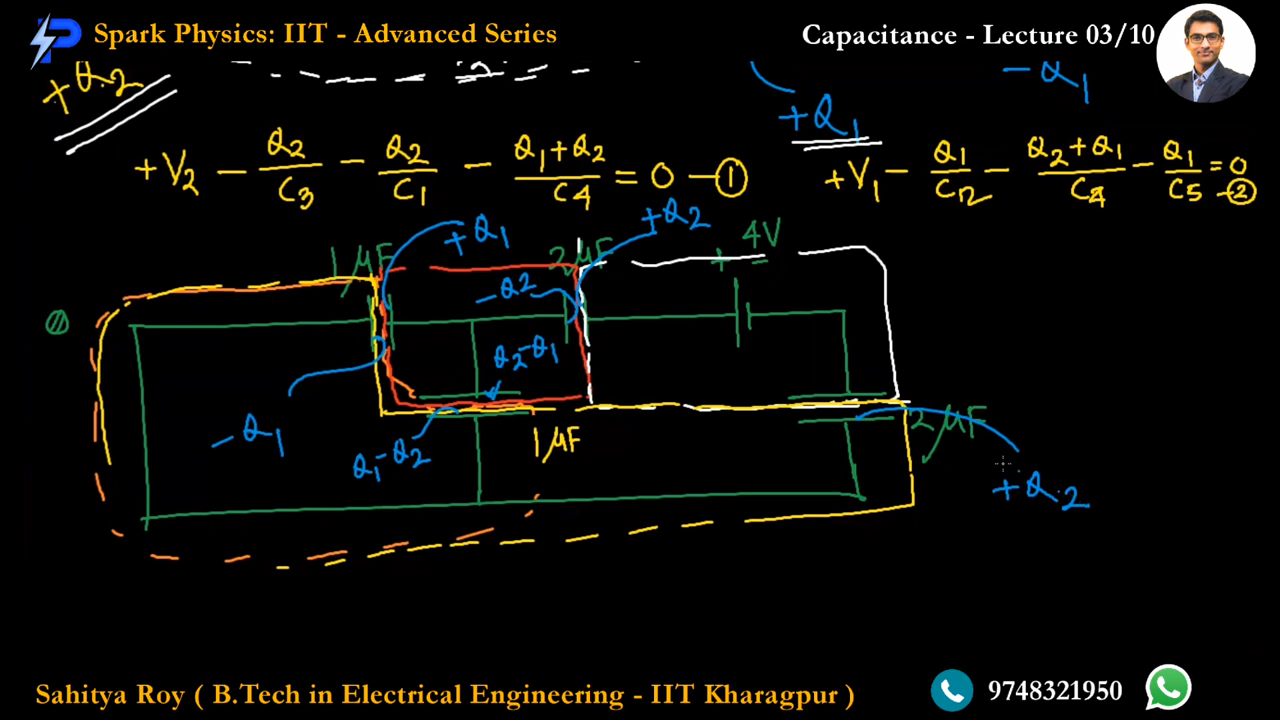 Spark Physics: IIT - Advanced Series
Capacitance - Lecture 03/10
+Q2
+Q1
-Q1
+V2 - Q2/C3 - Q2/C1 - (Q1+Q2)/C4 = 0 -①
+V1 - Q1/C12 - (Q2+Q1)/C4 - Q1/C5 = 0 -②
+Q1
+Q2
1μF
2μF
4V
+
-Q2
Q2-Q1
-Q1
Q1-Q2
1μF
2μF
+Q2
Sahitya Roy ( B.Tech in Electrical Engineering - IIT Kharagpur )
9748321950